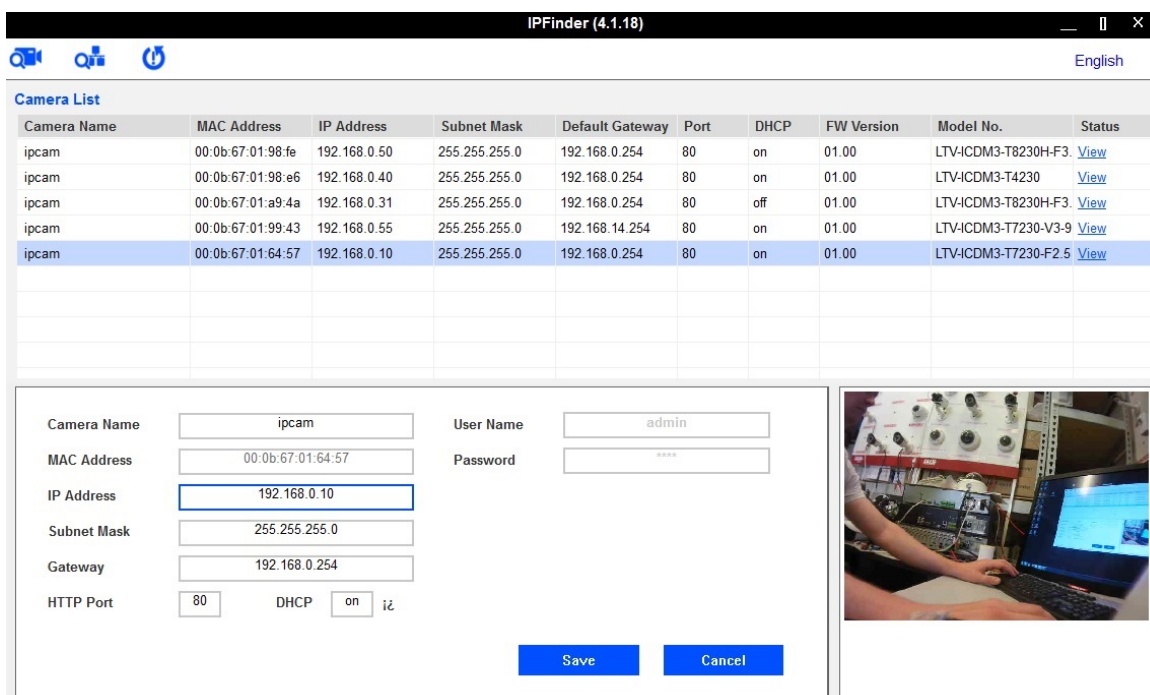 IPFinder (4.1.18)
English
Camera List
Camera Name MAC Address IP Address Subnet Mask Default Gateway Port DHCP FW Version Model No. Status
ipcam 00:0b:67:01:98:fe 192.168.0.50 255.255.255.0 192.168.0.254 80 on 01.00 LTV-ICDM3-T8230H-F3. View
ipcam 00:0b:67:01:98:e6 192.168.0.40 255.255.255.0 192.168.0.254 80 on 01.00 LTV-ICDM3-T4230 View
ipcam 00:0b:67:01:a9:4a 192.168.0.31 255.255.255.0 192.168.0.254 80 off 01.00 LTV-ICDM3-T8230H-F3. View
ipcam 00:0b:67:01:99:43 192.168.0.55 255.255.255.0 192.168.14.254 80 on 01.00 LTV-ICDM3-T7230-V3-9 View
ipcam 00:0b:67:01:64:57 192.168.0.10 255.255.255.0 192.168.0.254 80 on 01.00 LTV-ICDM3-T7230-F2.5 View
Camera Name ipcam User Name admin
MAC Address 00:0b:67:01:64:57 Password ****
IP Address 192.168.0.10
Subnet Mask 255.255.255.0
Gateway 192.168.0.254
HTTP Port 80 DHCP on ¡¿
Save Cancel